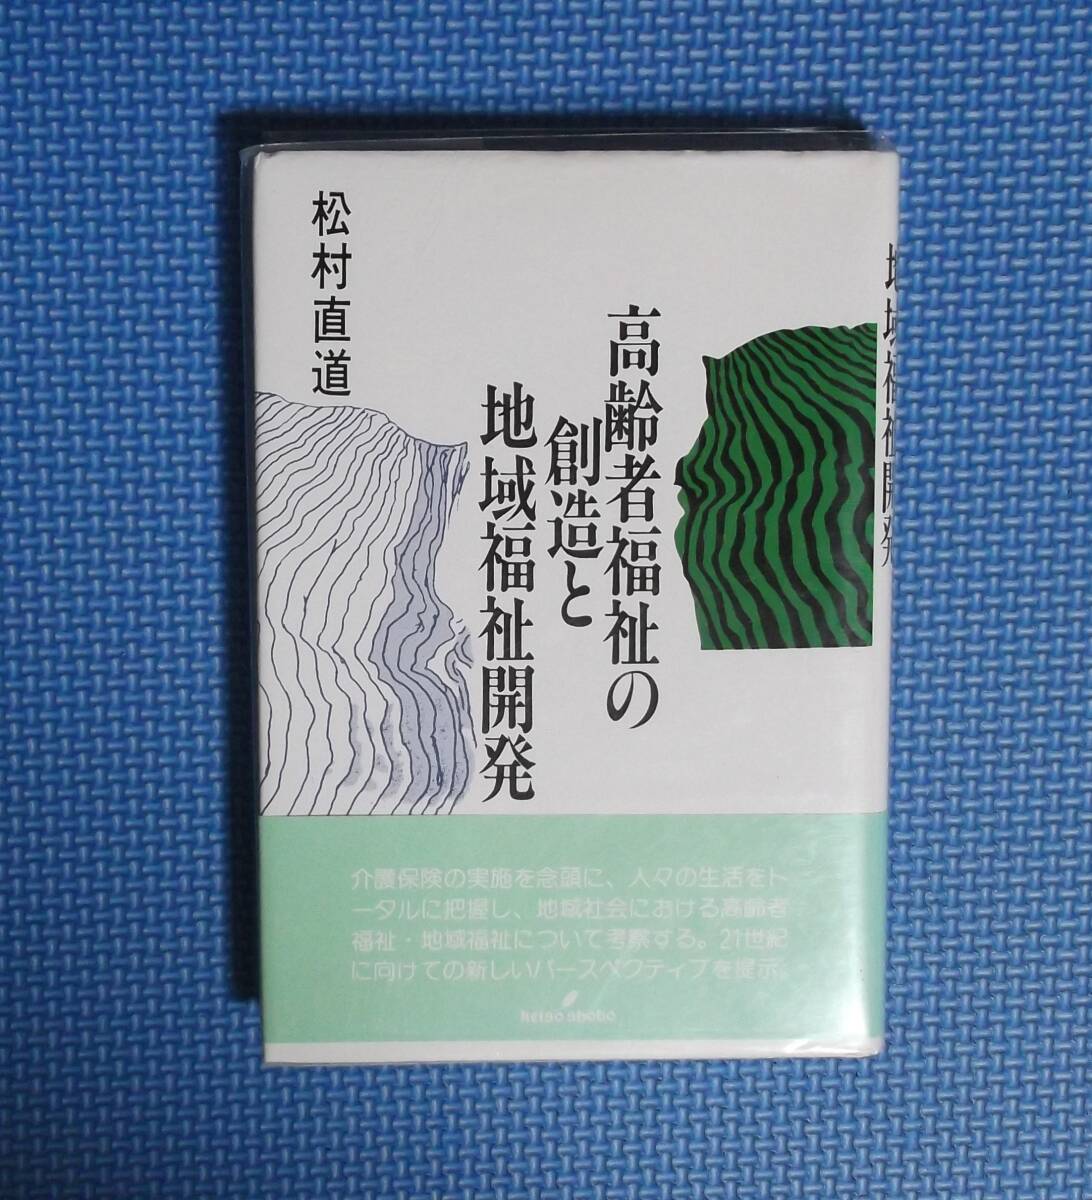 松村直道
高齢者福祉の
創造と
地域福祉開発
地域福祉開発
介護保険の実施を念頭に、人々の生活をト
ータルに把握し、地域社会における高齢者
福祉・地域福祉について考察する。21世紀
に向けての新しいパースペクティブを提示